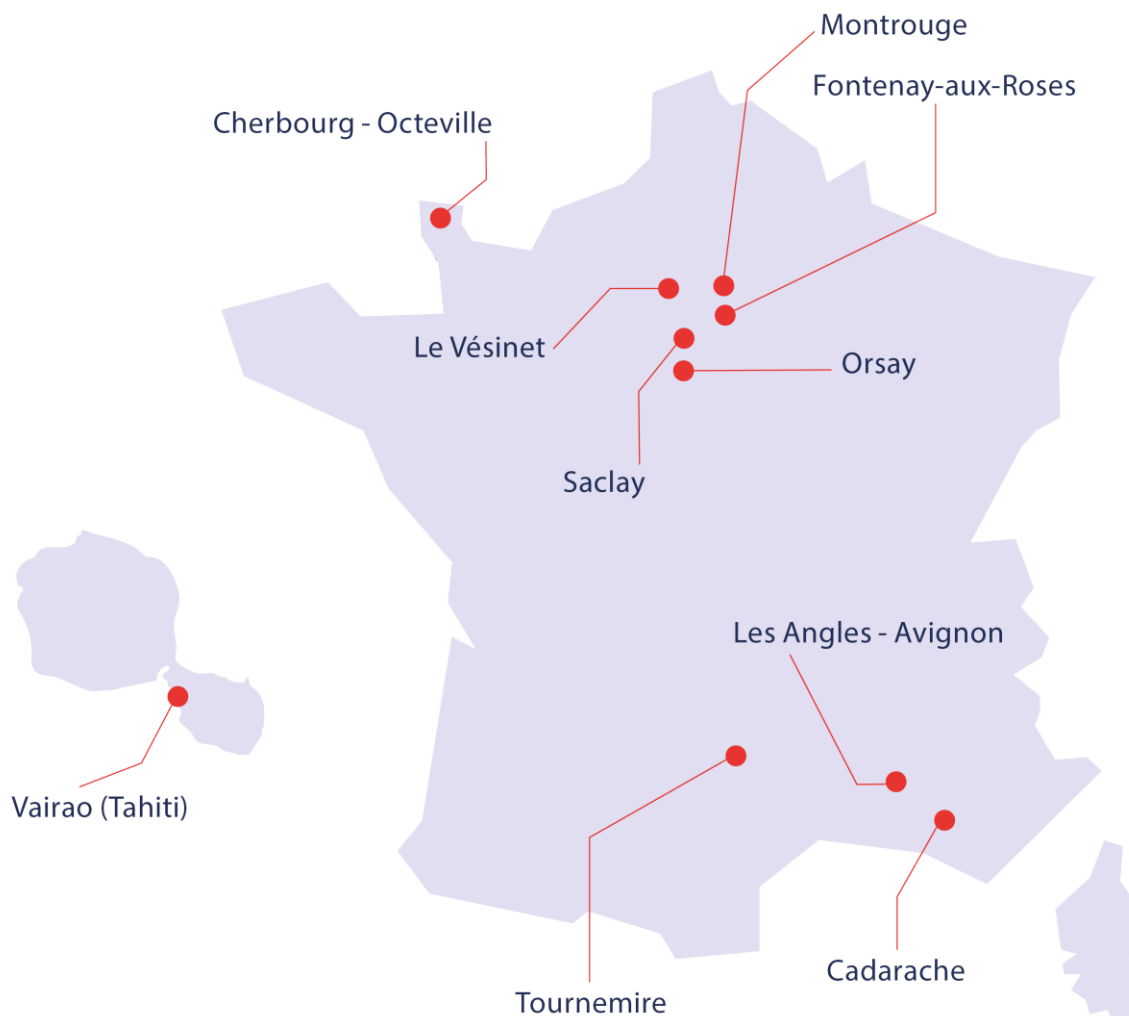 Montrouge
Fontenay-aux-Roses
Cherbourg - Octeville
Le Vésinet
Orsay
Saclay
Les Angles - Avignon
Vairao (Tahiti)
Cadarache
Tournemire